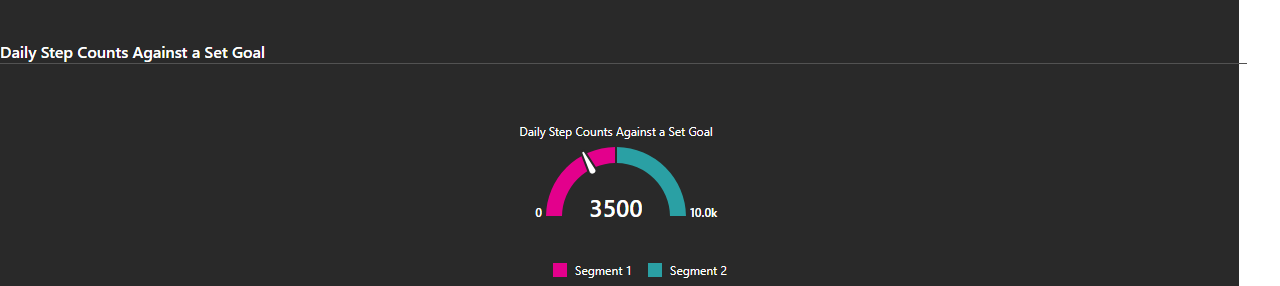 Daily Step Counts Against a Set Goal
Daily Step Counts Against a Set Goal
0 3500 10.0k
Segment 1 Segment 2